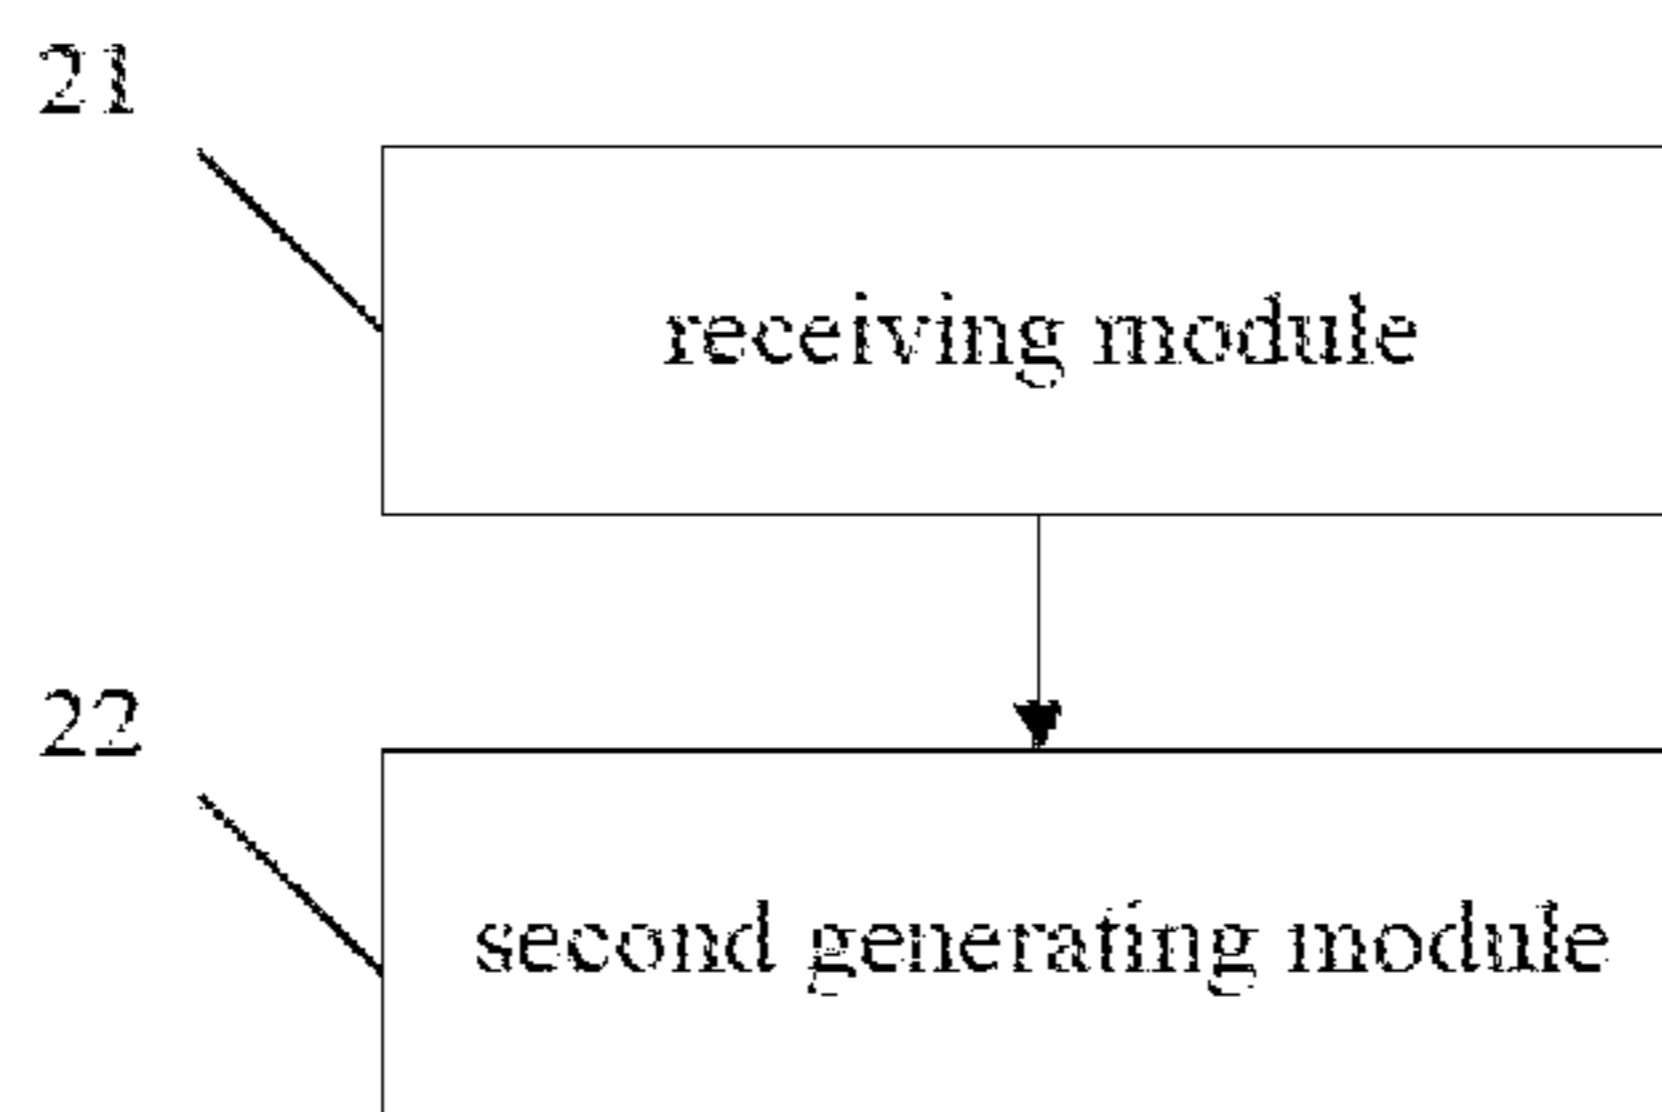 21
receiving module
22
second generating module